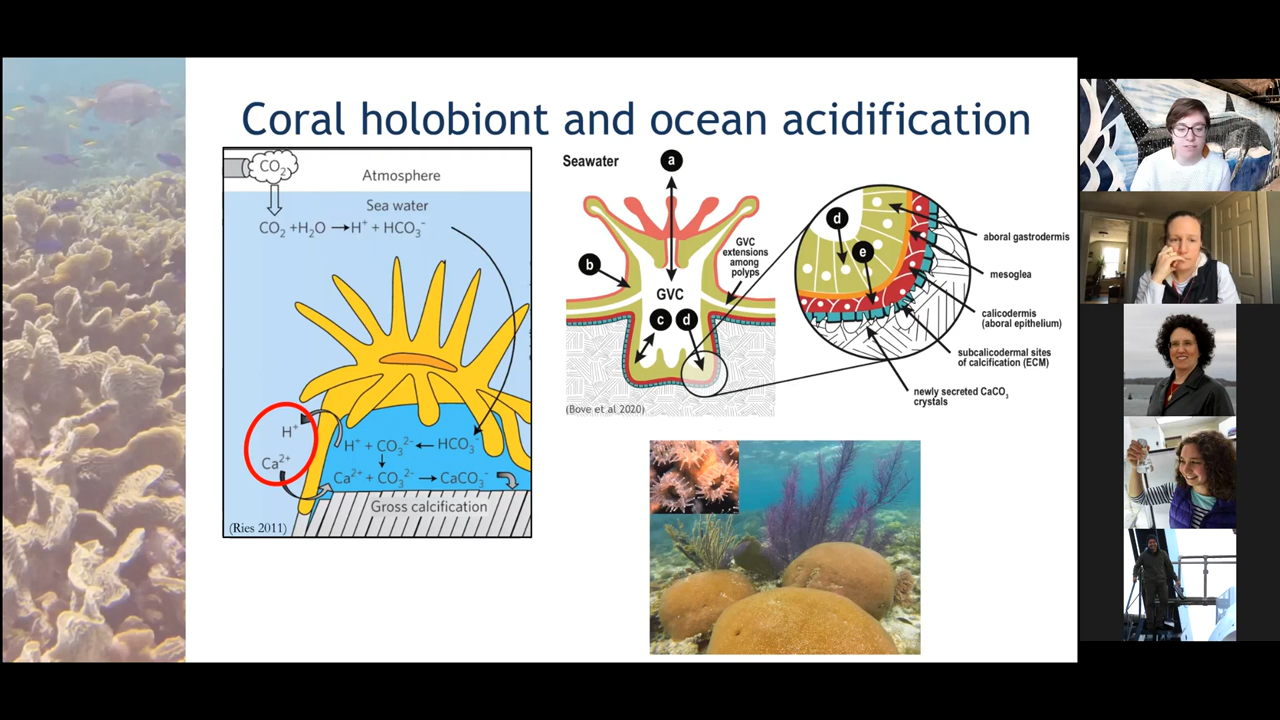 Coral holobiont and ocean acidification
CO₂
Atmosphere
Sea water
CO₂ +H₂O →H⁺ + HCO₃⁻
H⁺
Ca²⁺
H⁺ + CO₃²⁻ ← HCO₃⁻
Ca²⁺ + CO₃²⁻ → CaCO₃⁻
Gross calcification
(Ries 2011)
Seawater
a
b
GVC
extensions
among
polyps
GVC
c
d
(Bove et al 2020)
d
e
aboral gastrodermis
mesoglea
calicodermis
(aboral epithelium)
subcalicodermal sites
of calcification (ECM)
newly secreted CaCO₃
crystals